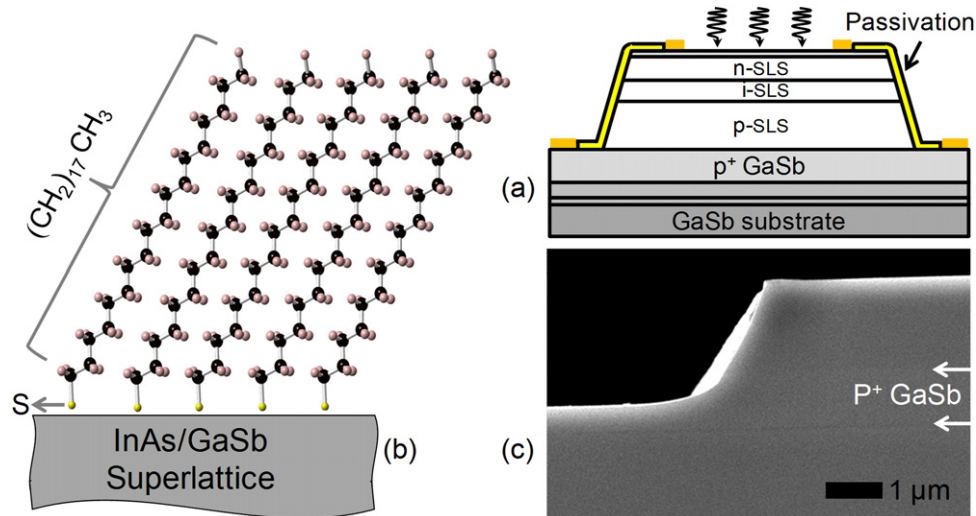 (CH2)17 CH3
S
InAs/GaSb
Superlattice
(b)
Passivation
n-SLS
i-SLS
p-SLS
p+ GaSb
GaSb substrate
(a)
P+ GaSb
(c)
1 μm